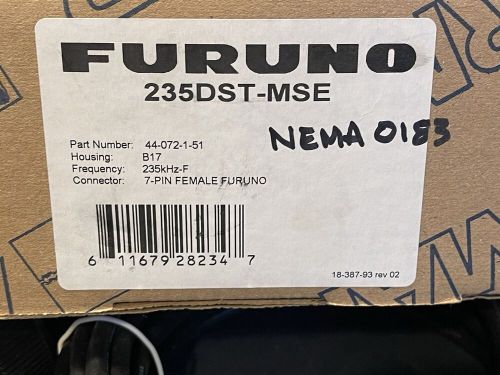 FURUNO
235DST-MSE
NEMA 0183
Part Number: 44-072-1-51
Housing: B17
Frequency: 235kHz-F
Connector: 7-PIN FEMALE FURUNO
6 11679 28234 7
18-387-93 rev 02